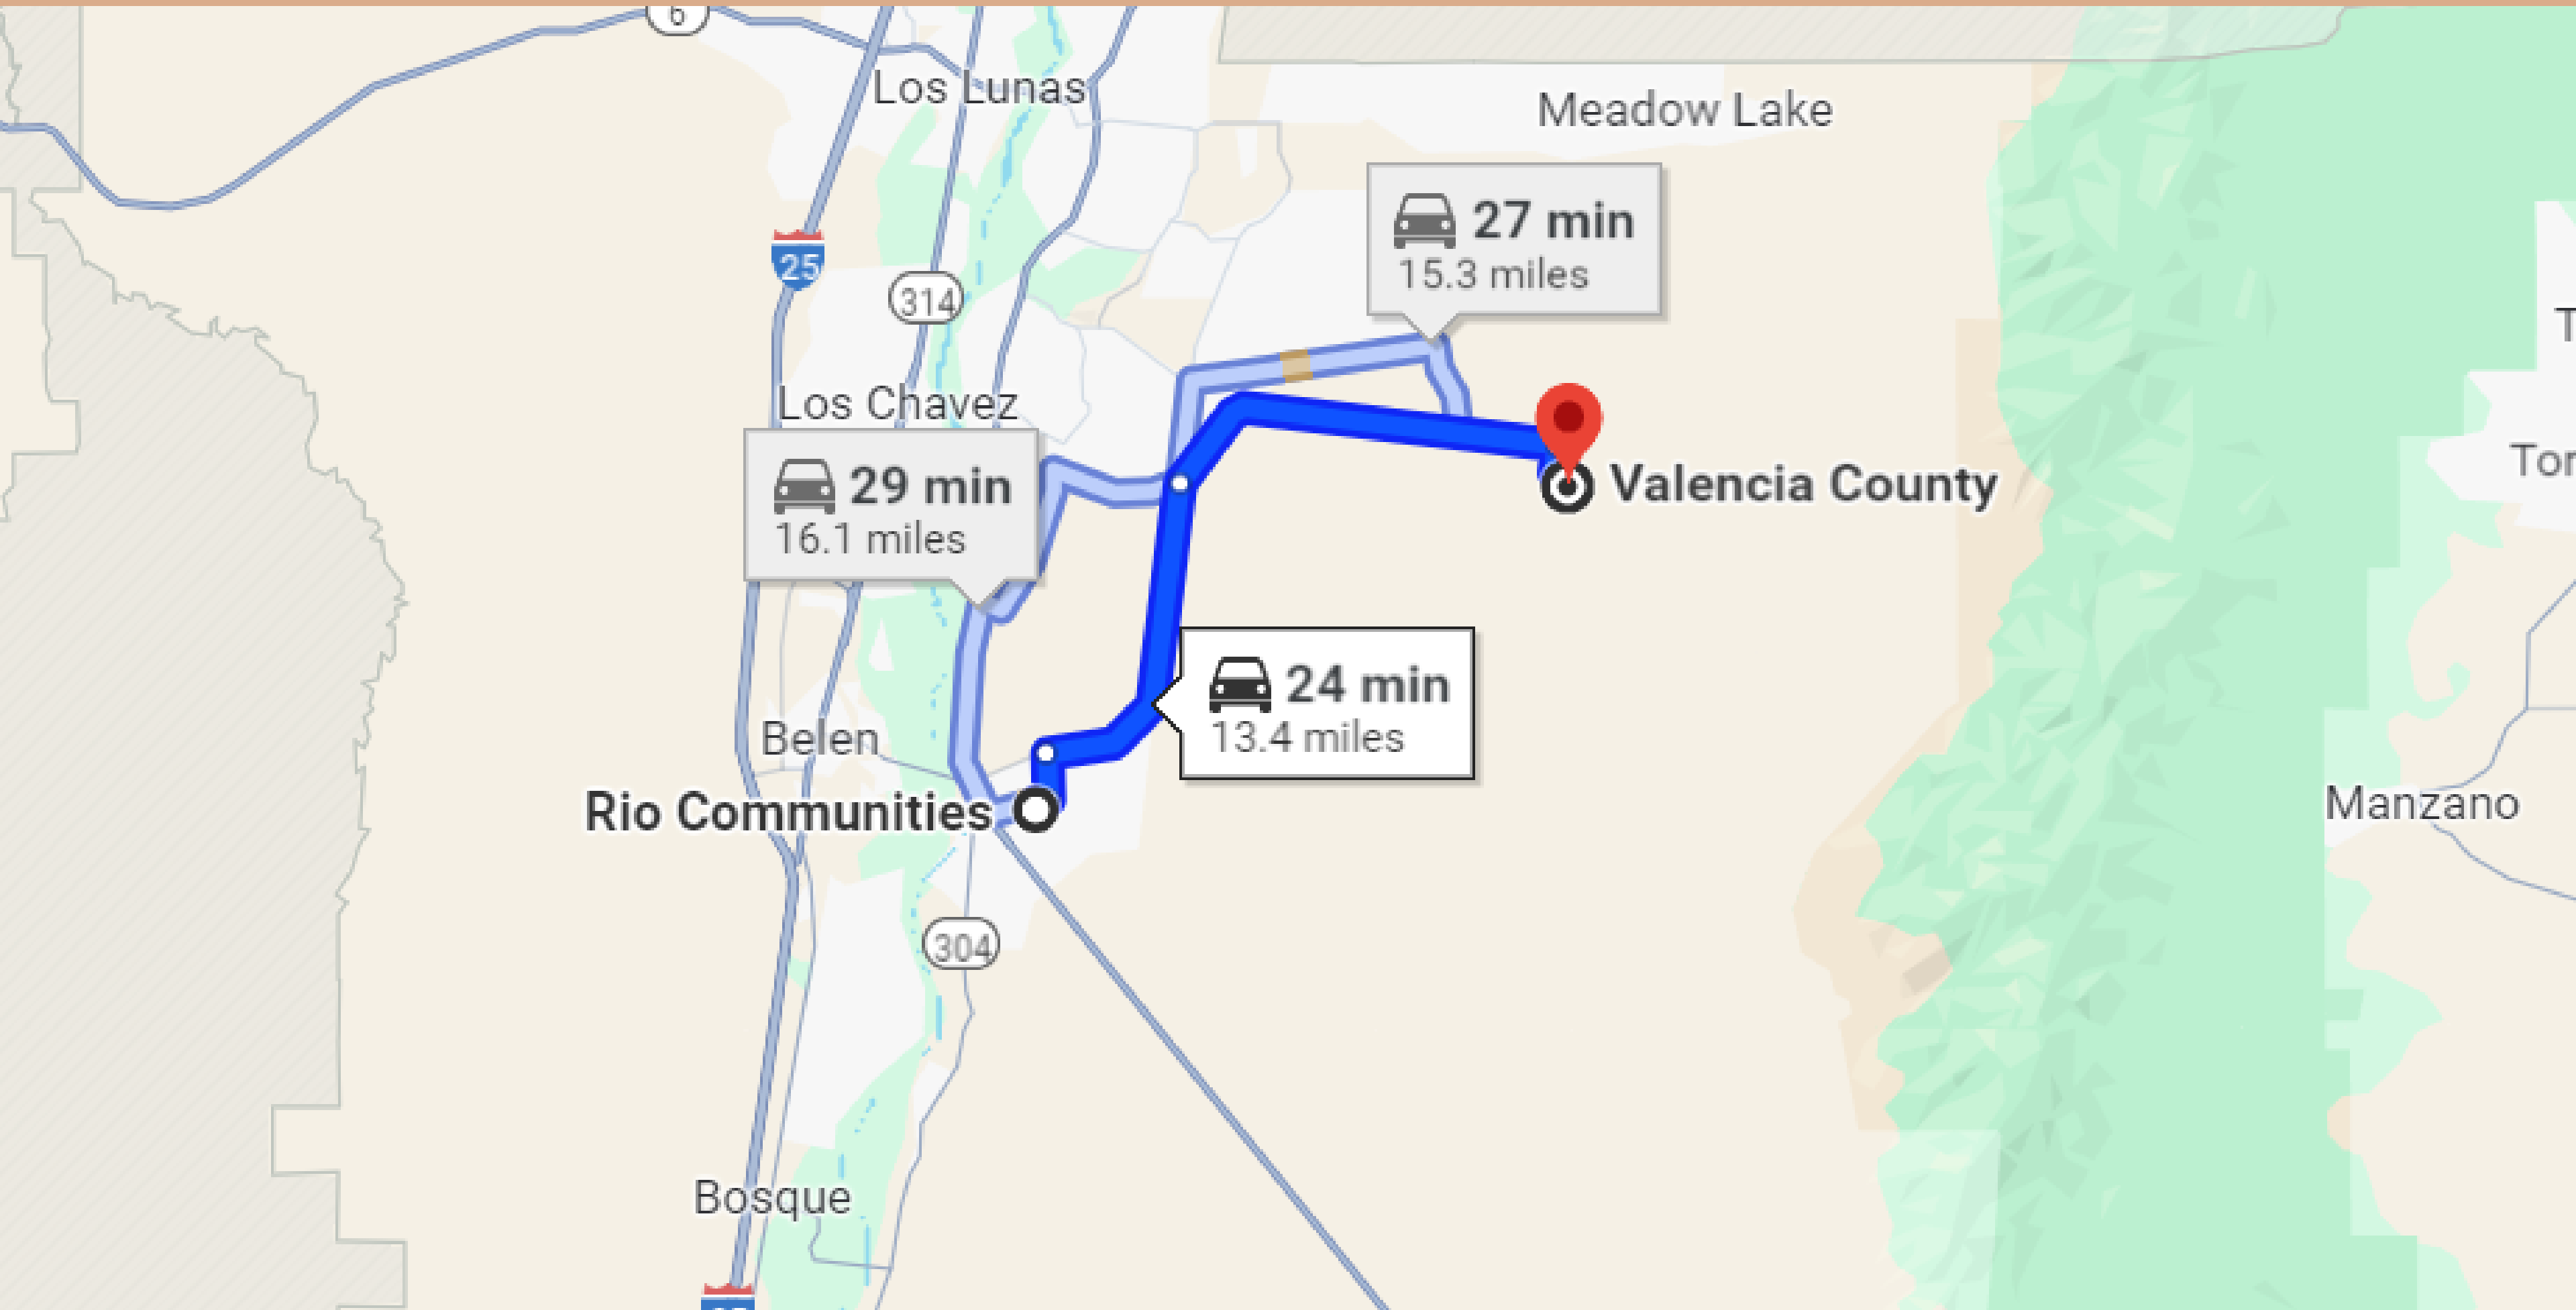 6
Los Lunas
Meadow Lake
27 min
15.3 miles
25
314
Los Chavez
29 min
16.1 miles
Valencia County
24 min
13.4 miles
Belen
Rio Communities
Manzano
304
Bosque